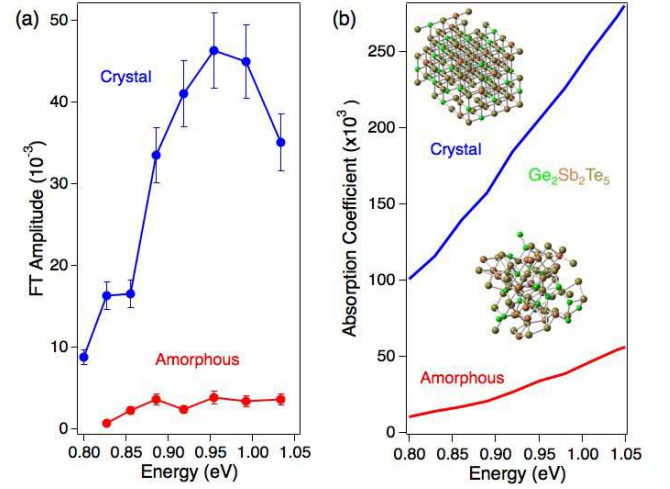 (a)
50
40
30
20
10
0
FT Amplitude (10⁻³)
Crystal
Amorphous
0.80 0.85 0.90 0.95 1.00 1.05
Energy (eV)
(b)
250
200
150
100
50
0
Absorption Coefficient (x10³)
Crystal
Ge₂Sb₂Te₅
Amorphous
0.80 0.85 0.90 0.95 1.00 1.05
Energy (eV)